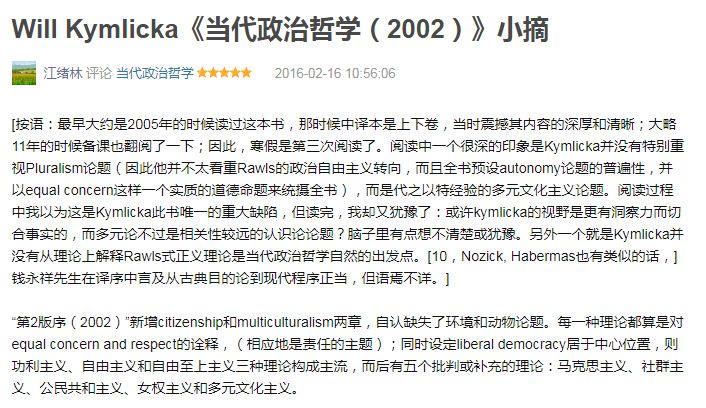 Will Kymlicka《当代政治哲学（2002）》小摘
江绪林 评论 当代政治哲学 2016-02-16 10:56:06
[按语：最早大约是2005年的时候读过这本书，那时候中译本是上下卷，当时震撼其内容的深厚和清晰；大略
11年的时候备课也翻阅了一下；因此，寒假是第三次阅读了。阅读中一个很深的印象是Kymlicka并没有特别重
视Pluralism论题（因此他并不太看重Rawls的政治自由主义转向，而且全书预设autonomy论题的普遍性，并
以equal concern这样一个实质的道德命题来统摄全书），而是代之以特经验的多元文化主义论题。阅读过程
中我以为这是Kymlicka此书唯一的重大缺陷，但读完，我却又犹豫了：或许kymlicka的视野是更有洞察力而切
合事实的，而多元论不过是相关性较远的认识论论题？脑子里有点想不清楚或犹豫。另外一个就是Kymlicka并
没有从理论上解释Rawls式正义理论是当代政治哲学自然的出发点。[10，Nozick, Habermas也有类似的话，]
钱永祥先生在译序中言及从古典目的论到现代程序正当，但语焉不详。]
“第2版序（2002）”新增citizenship和multiculturalism两章，自认缺失了环境和动物论题。每一种理论都算是对
equal concern and respect的诠释，（相应地是责任的主题）；同时设定liberal democracy居于中心位置，则
功利主义、自由主义和自由至上主义三种理论构成主流，而后有五个批判或补充的理论：马克思主义、社群主
义、公民共和主义、女权主义和多元文化主义。